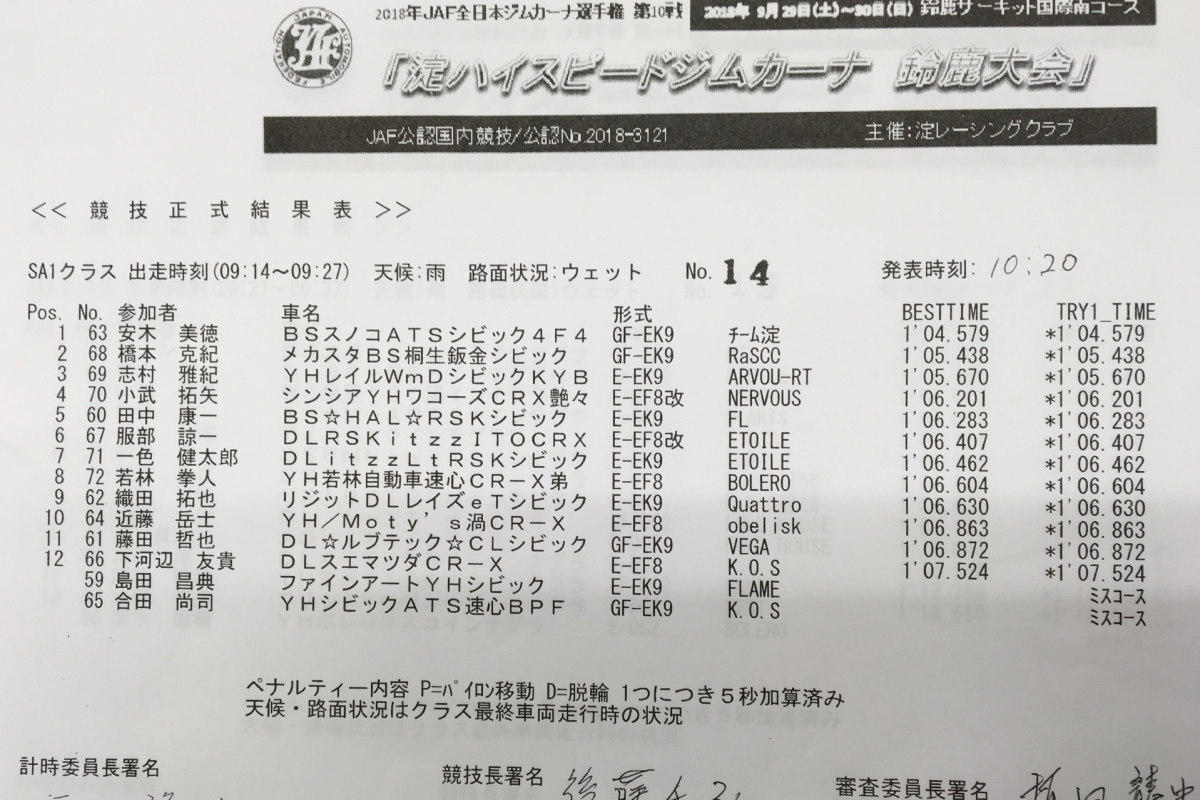 2018年JAF全日本ジムカーナ選手権 第10戦 2018年 9月29日(土)～30日(日) 鈴鹿サーキット国際南コース
JAF
「淀ハイスピードジムカーナ 鈴鹿大会」
JAF公認国内競技/公認No.2018-3121 主催:淀レーシングクラブ
<< 競技正式結果表 >>
SA1クラス 出走時刻(09:14～09:27) 天候:雨 路面状況:ウェット No. 14 発表時刻: 10:20
Pos. No. 参加者 車名 形式 BESTTIME TRY1_TIME
1 63 安木 美徳 ＢＳスノコＡＴＳシビック４Ｆ４ GF-EK9 ﾁｰﾑ淀 1'04.579 *1'04.579
2 68 橋本 克紀 メカスタＢＳ桐生鈑金シビック GF-EK9 RaSCC 1'05.438 *1'05.438
3 69 志村 雅紀 ＹＨレイルＷｍＤシビックＫＹＢ E-EK9 ARVOU-RT 1'05.670 *1'05.670
4 70 小武 拓矢 シンシアＹＨワコーズＣＲＸ艶々 E-EF8改 NERVOUS 1'06.201 *1'06.201
5 60 田中 康一 ＢＳ☆ＨＡＬ☆ＲＳＫシビック E-EK9 FL 1'06.283 *1'06.283
6 67 服部 諒一 ＤＬＲＳＫｉｔｚｚＩＴＯＣＲＸ E-EF8改 ETOILE 1'06.407 *1'06.407
7 71 一色 健太郎 ＤＬｉｔｚｚＬｔＲＳＫシビック E-EK9 ETOILE 1'06.462 *1'06.462
8 72 若林 拳人 ＹＨ若林自動車速心ＣＲ－Ｘ弟 E-EF8 BOLERO 1'06.604 *1'06.604
9 62 織田 拓也 リジットＤＬレイズｅＴシビック E-EK9 Quattro 1'06.630 *1'06.630
10 64 近藤 岳士 ＹＨ／Ｍｏｔｙ’ｓ渦ＣＲ－Ｘ E-EF8 obelisk 1'06.863 *1'06.863
11 61 藤田 哲也 ＤＬ☆ルブテック☆ＣＬシビック GF-EK9 VEGA 1'06.872 *1'06.872
12 66 下河辺 友貴 ＤＬスエマツダＣＲ－Ｘ E-EF8 K.O.S 1'07.524 *1'07.524
59 島田 昌典 ファインアートＹＨシビック E-EK9 FLAME ﾐｽｺｰｽ
65 合田 尚司 ＹＨシビックＡＴＳ速心ＢＰＦ GF-EK9 K.O.S ﾐｽｺｰｽ
ペナルティー内容 P=ﾊﾟｲﾛﾝ移動 D=脱輪 1つにつき５秒加算済み
天候・路面状況はクラス最終車両走行時の状況
計時委員長署名 競技長署名 審査委員長署名